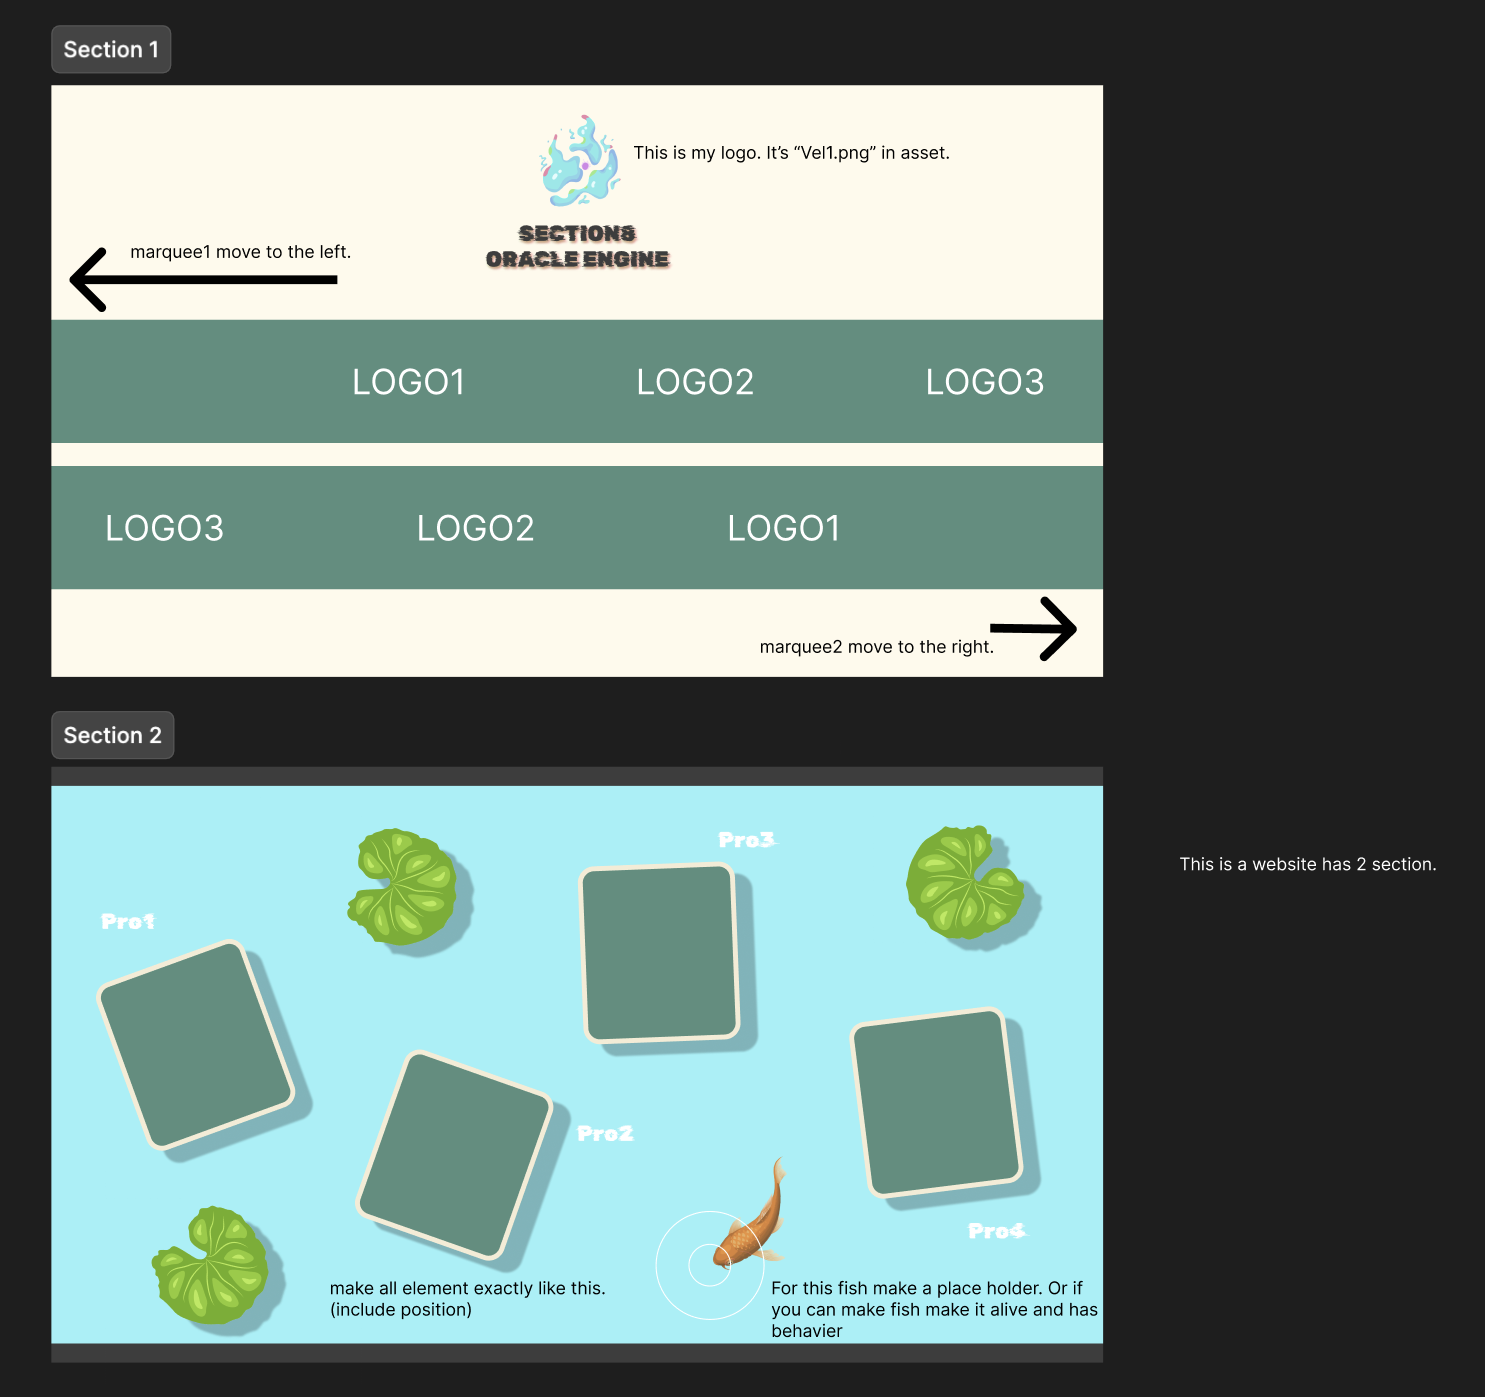 Section 1
This is my logo. It’s “Vel1.png” in asset.
SECTION8
ORACLE ENGINE
marquee1 move to the left.
LOGO1 LOGO2 LOGO3
LOGO3 LOGO2 LOGO1
marquee2 move to the right.
Section 2
Pro3
This is a website has 2 section.
Pro1
Pro2
Pro4
make all element exactly like this.
(include position)
For this fish make a place holder. Or if
you can make fish make it alive and has
behavier